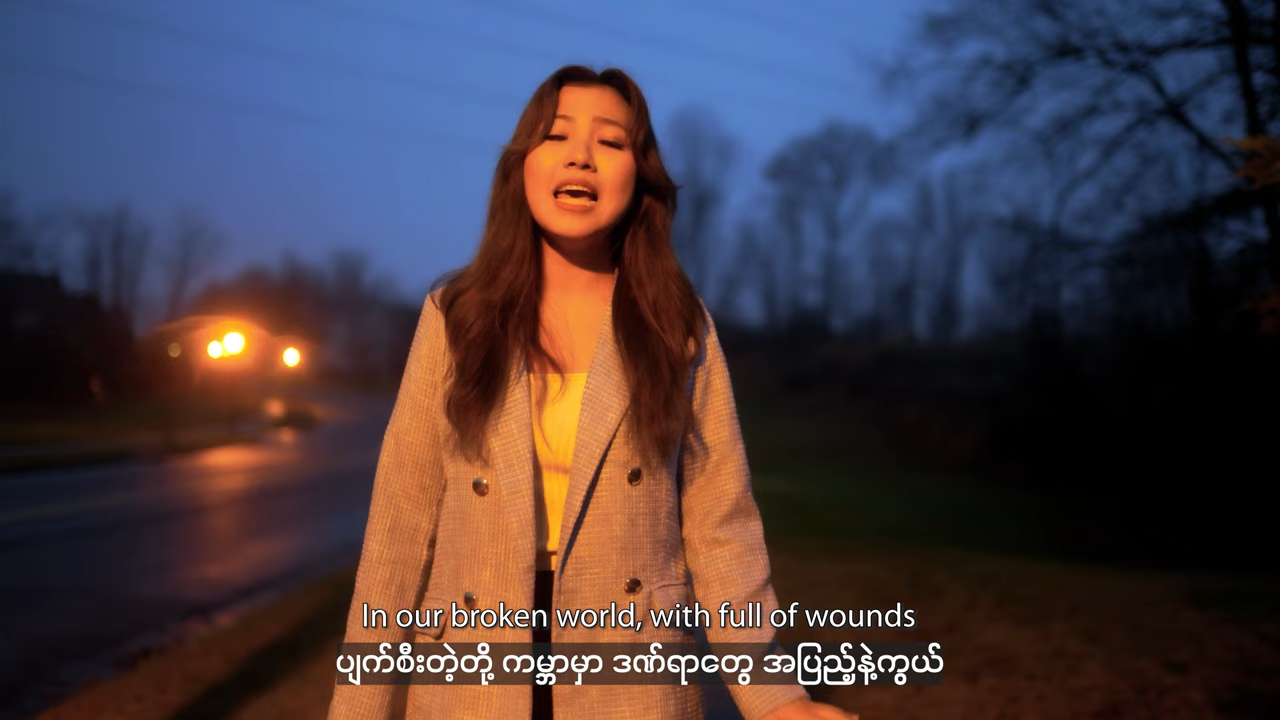 In our broken world, with full of wounds
ပျက်စီးတဲ့တို့ ကမ္ဘာမှာ ဒဏ်ရာတွေ အပြည့်နဲ့ကွယ်